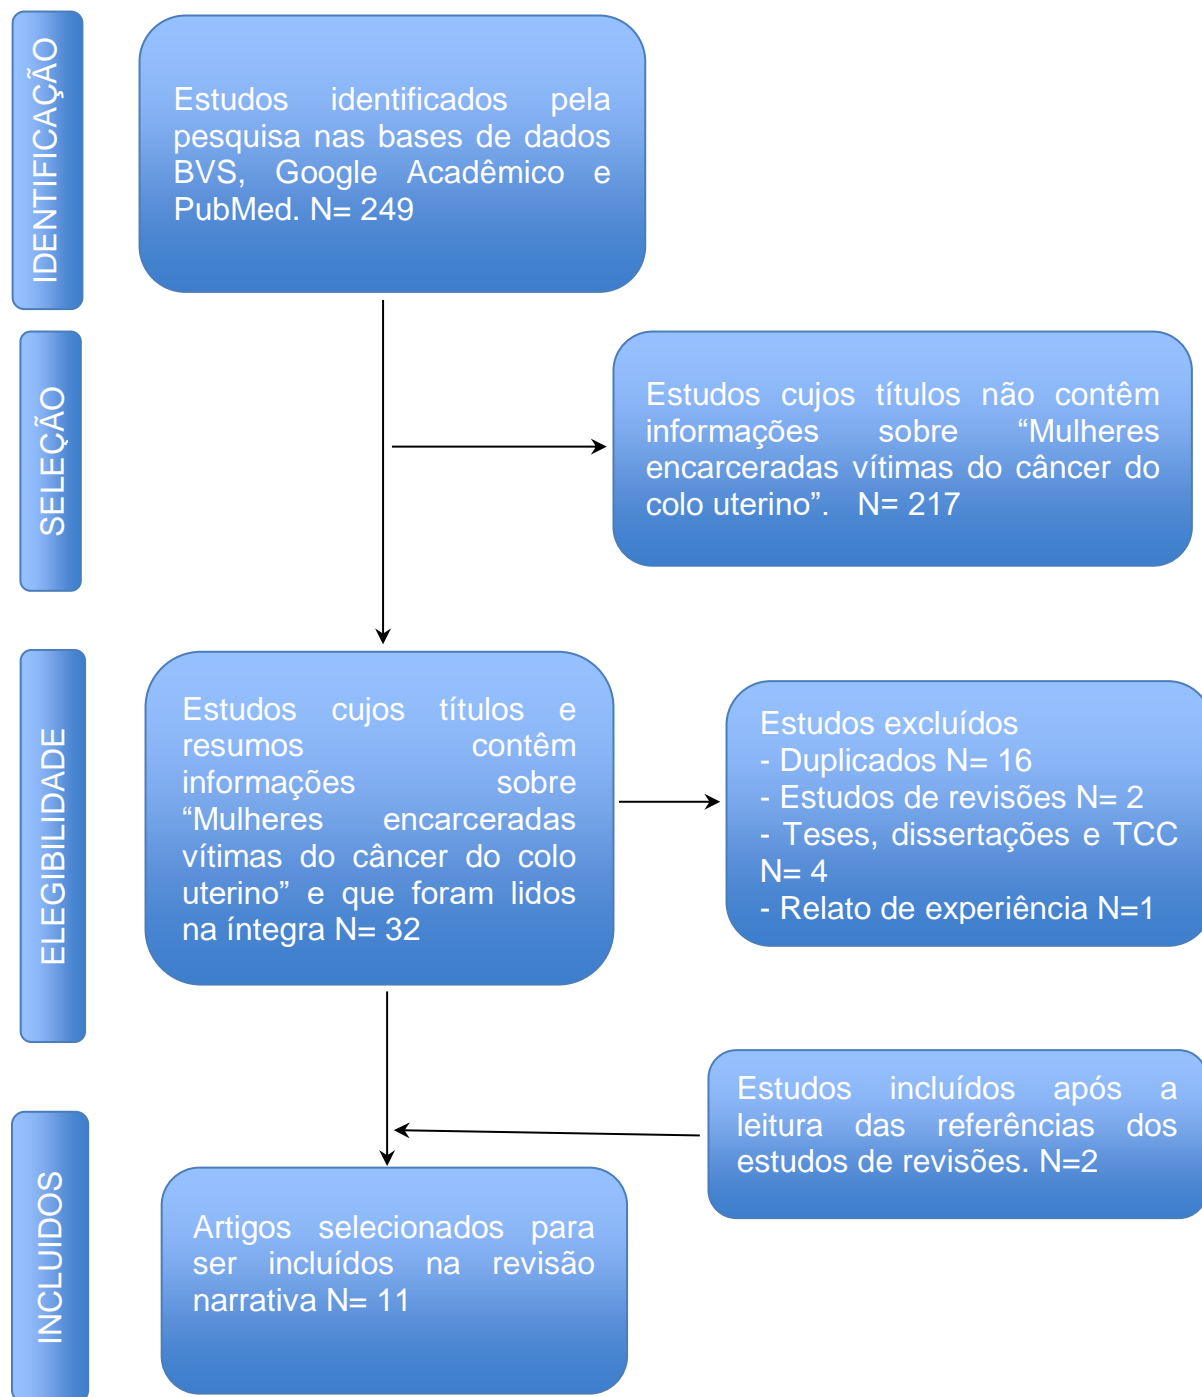 IDENTIFICAÇÃO
Estudos identificados pela
pesquisa nas bases de dados
BVS, Google Acadêmico e
PubMed. N= 249
SELEÇÃO
Estudos cujos títulos não contêm
informações sobre “Mulheres
encarceradas vítimas do câncer do
colo uterino”. N= 217
ELEGIBILIDADE
Estudos cujos títulos e
resumos contêm
informações sobre
“Mulheres encarceradas
vítimas do câncer do colo
uterino” e que foram lidos
na íntegra N= 32
Estudos excluídos
- Duplicados N= 16
- Estudos de revisões N= 2
- Teses, dissertações e TCC
N= 4
- Relato de experiência N=1
Estudos incluídos após a
leitura das referências dos
estudos de revisões. N=2
INCLUIDOS
Artigos selecionados para
ser incluídos na revisão
narrativa N= 11